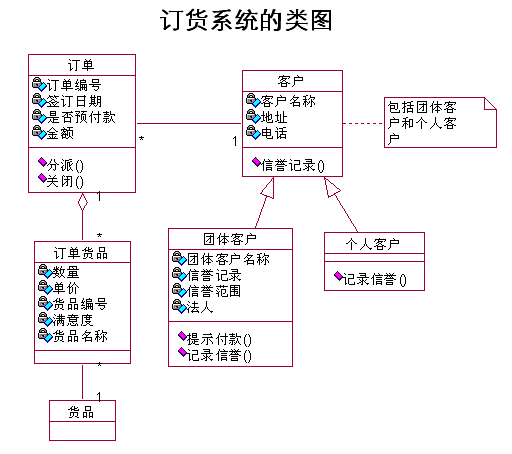 订货系统的类图
订单
订单编号
签订日期
是否预付款
金额
分派()
关闭()
*
1
客户
客户名称
地址
电话
信誉记录()
包括团体客
户和个人客
户
1
*
订单货品
数量
单价
货品编号
满意度
货品名称
*
1
货品
团体客户
团体客户名称
信誉记录
信誉范围
法人
提示付款()
记录信誉()
个人客户
记录信誉()